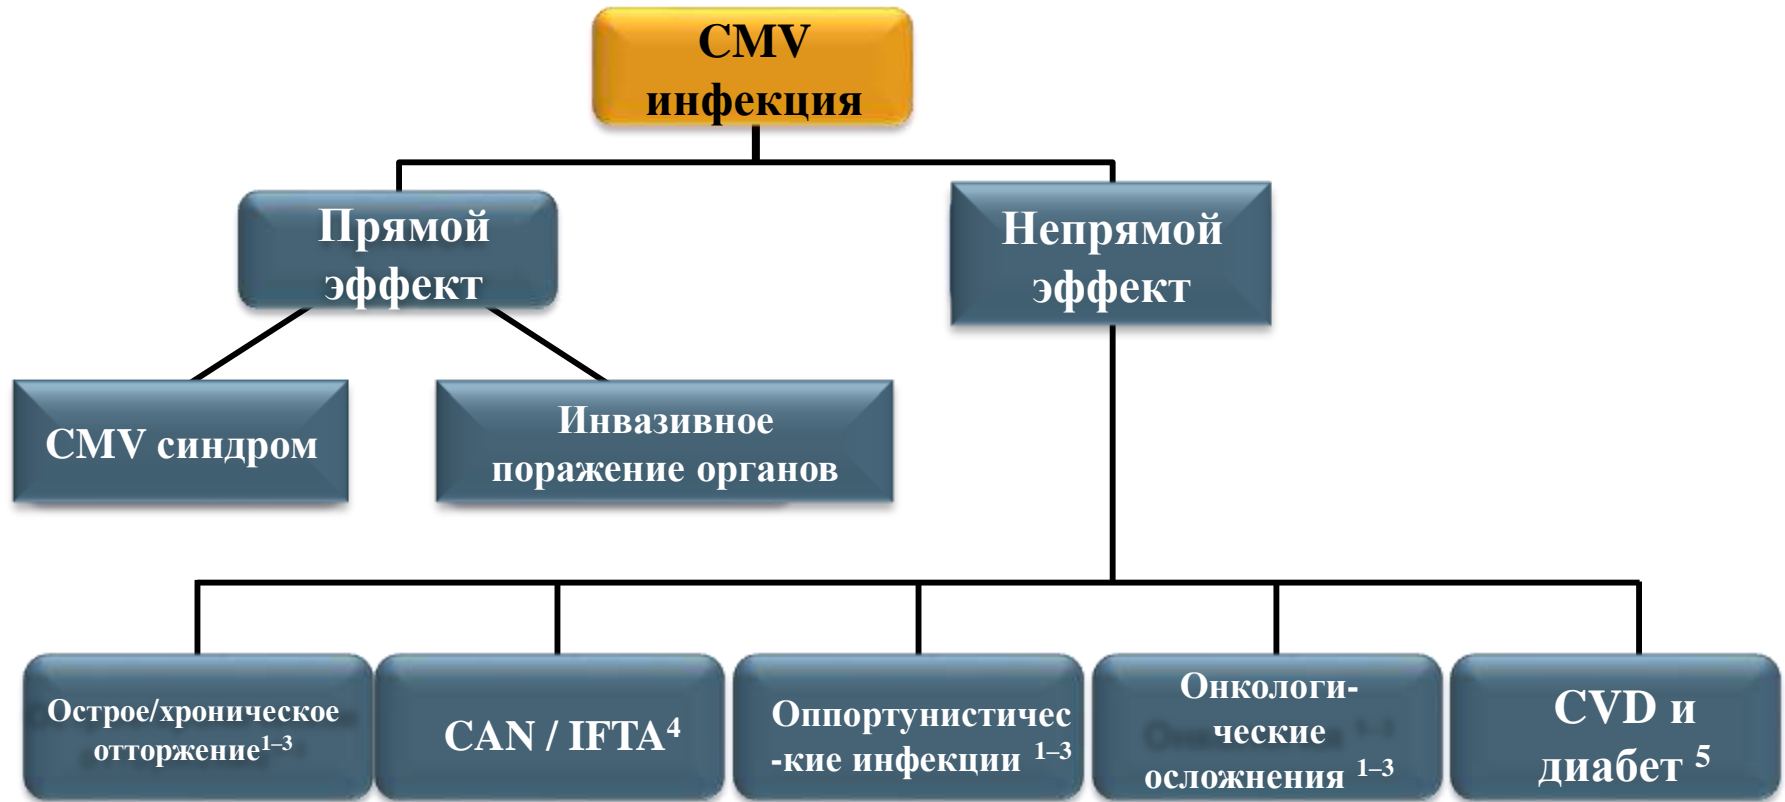 CMV
инфекция
Прямой
эффект
Непрямой
эффект
CMV синдром
Инвазивное
поражение органов
Острое/хроническое
отторжение¹⁻³
CAN / IFTA⁴
Оппортунистичес
-кие инфекции ¹⁻³
Онкологи-
ческие
осложнения ¹⁻³
CVD и
диабет ⁵